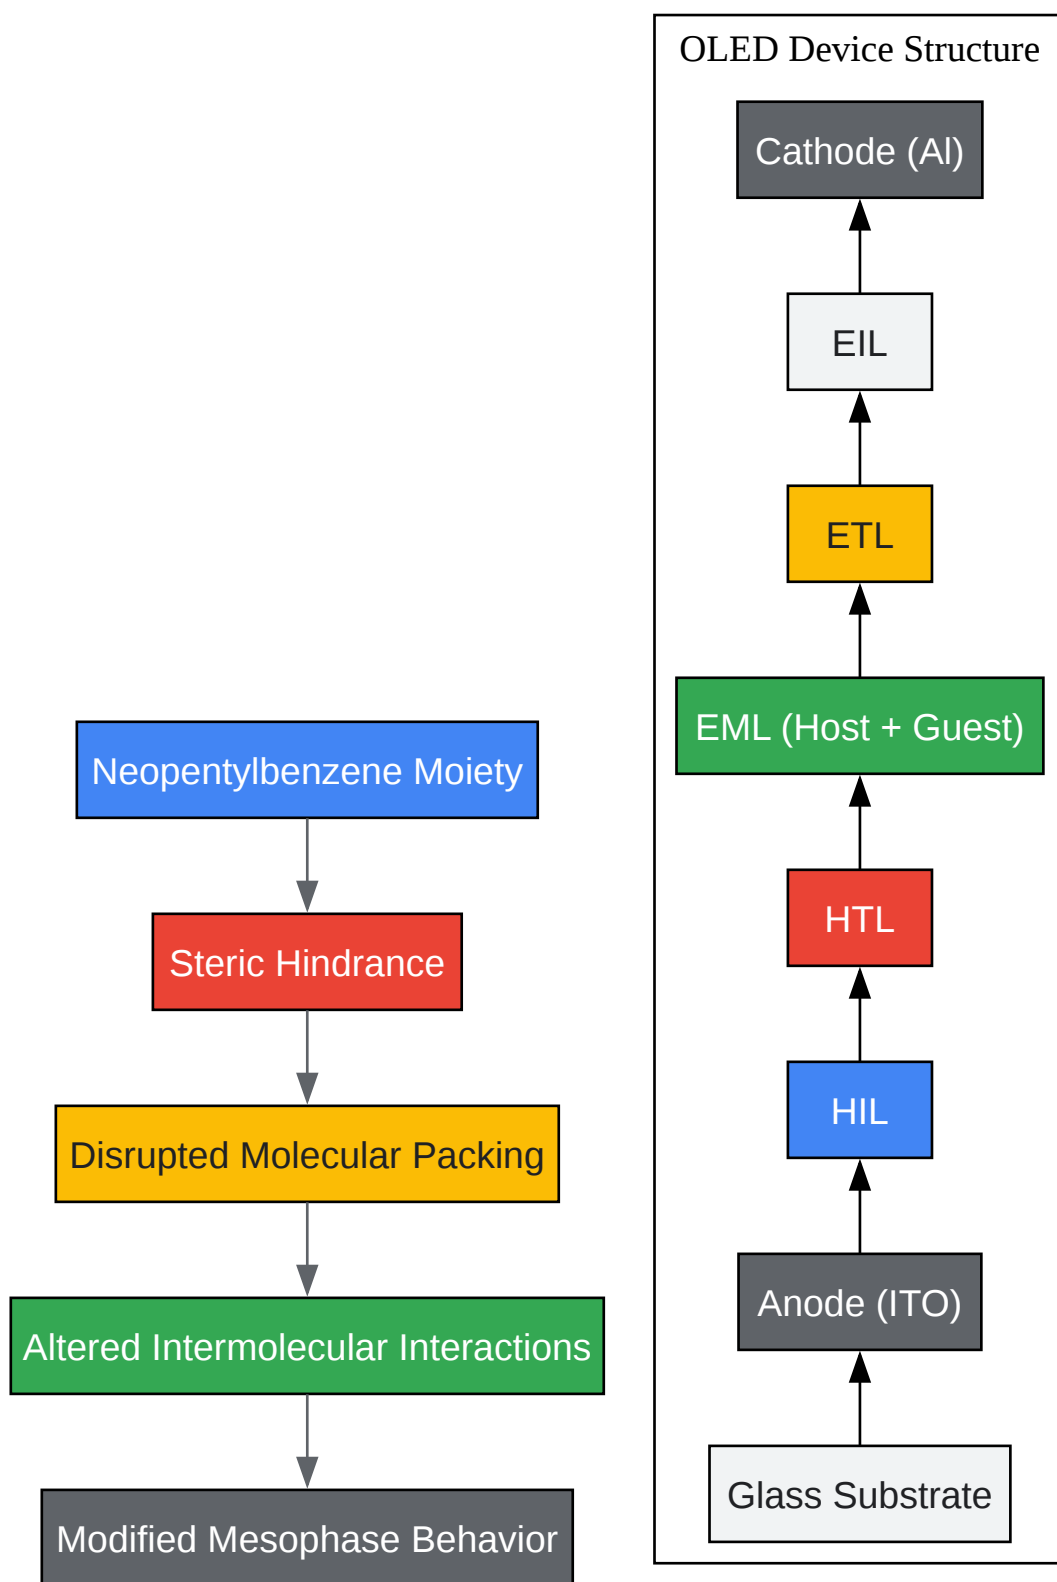 Neopentylbenzene Moiety
Steric Hindrance
Disrupted Molecular Packing
Altered Intermolecular Interactions
Modified Mesophase Behavior
OLED Device Structure
Cathode (Al)
EIL
ETL
EML (Host + Guest)
HTL
HIL
Anode (ITO)
Glass Substrate